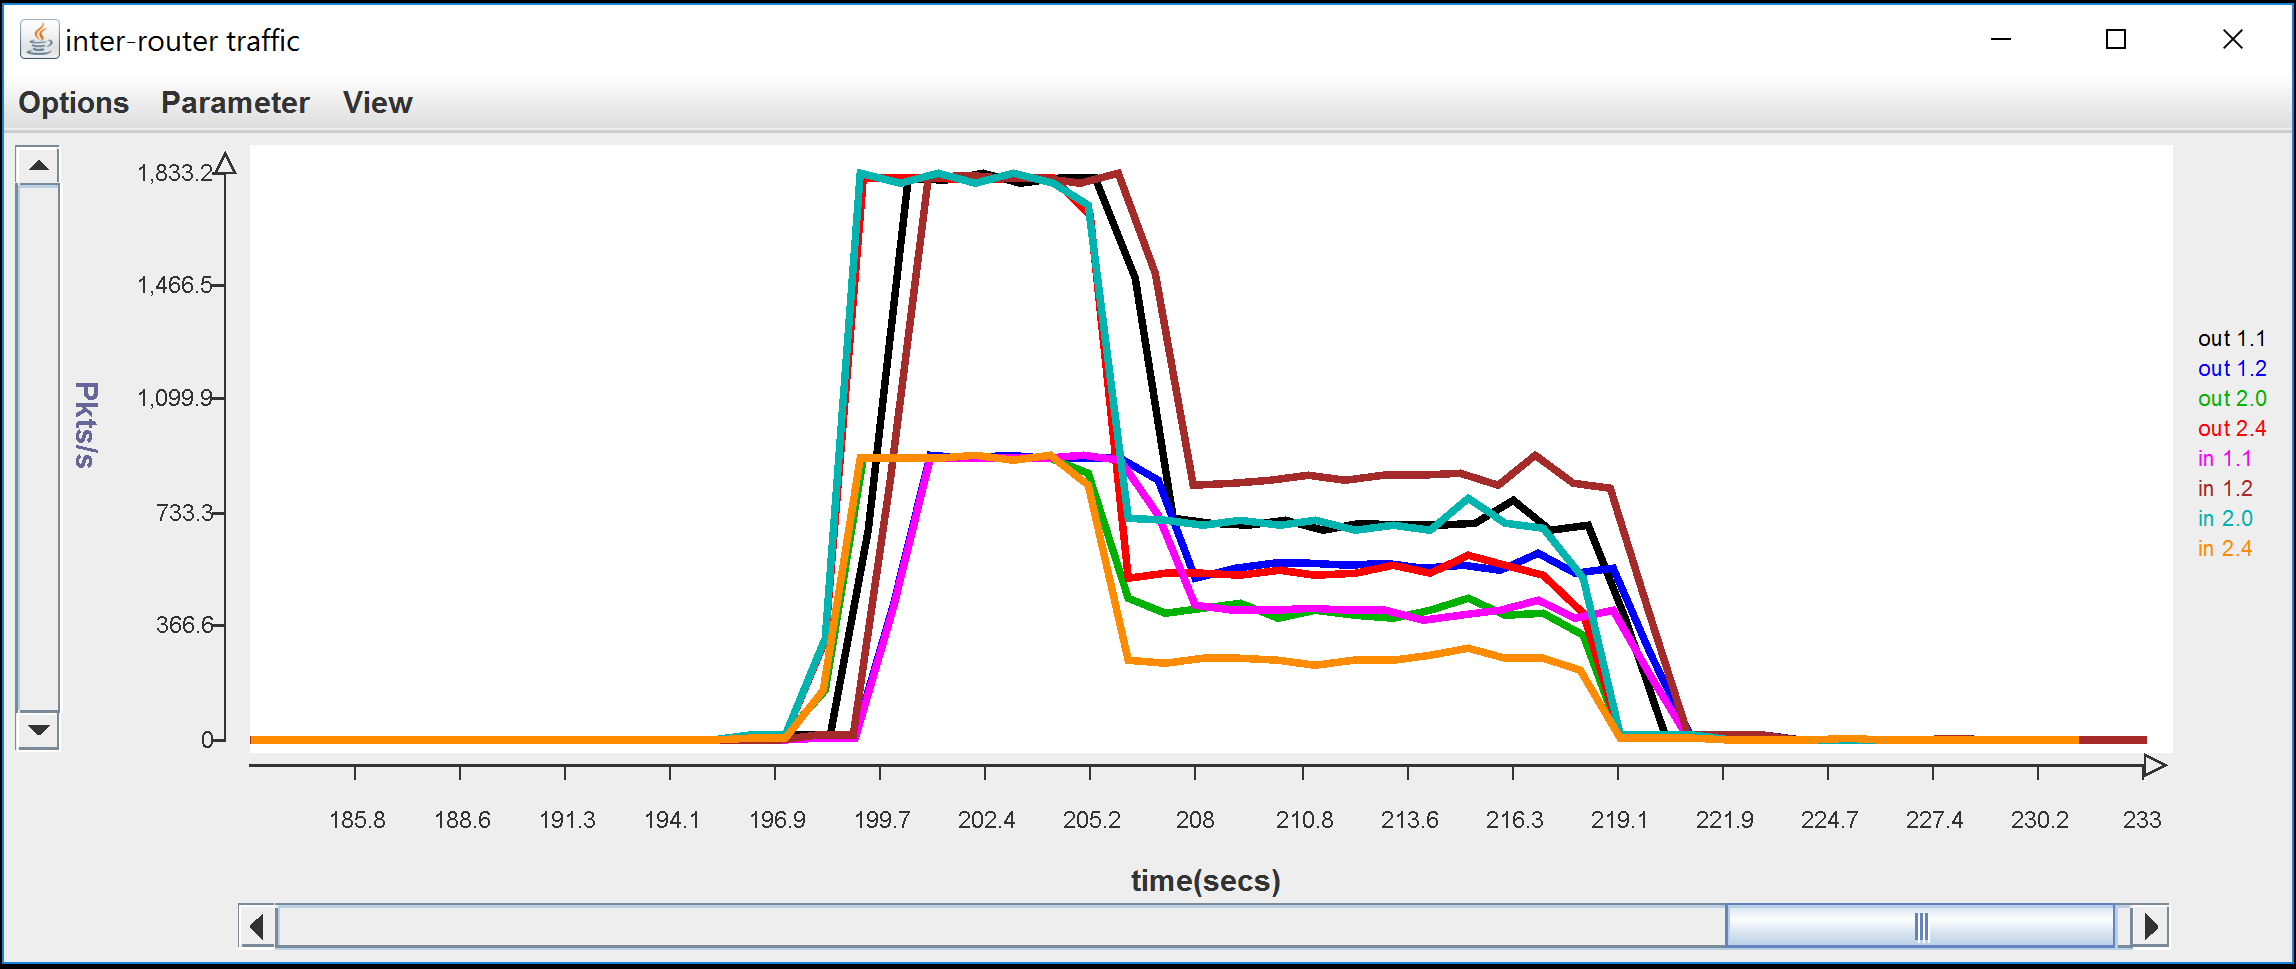 inter-router traffic
Options Parameter View
1,833.2
1,466.5
1,099.9
733.3
366.6
0
Pkts/s
out 1.1
out 1.2
out 2.0
out 2.4
in 1.1
in 1.2
in 2.0
in 2.4
185.8 188.6 191.3 194.1 196.9 199.7 202.4 205.2 208 210.8 213.6 216.3 219.1 221.9 224.7 227.4 230.2 233
time(secs)